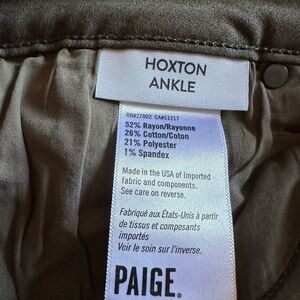 HOXTON
ANKLE
RN#27002 CA#51217
52% Rayon/Rayonne
26% Cotton/Coton
21% Polyester
1% Spandex
Made in the USA of Imported
fabric and components.
See care on reverse.
Fabriqué aux États-Unis à partir
de tissus et composants
importés
Voir le soin sur l'inverse.
PAIGE